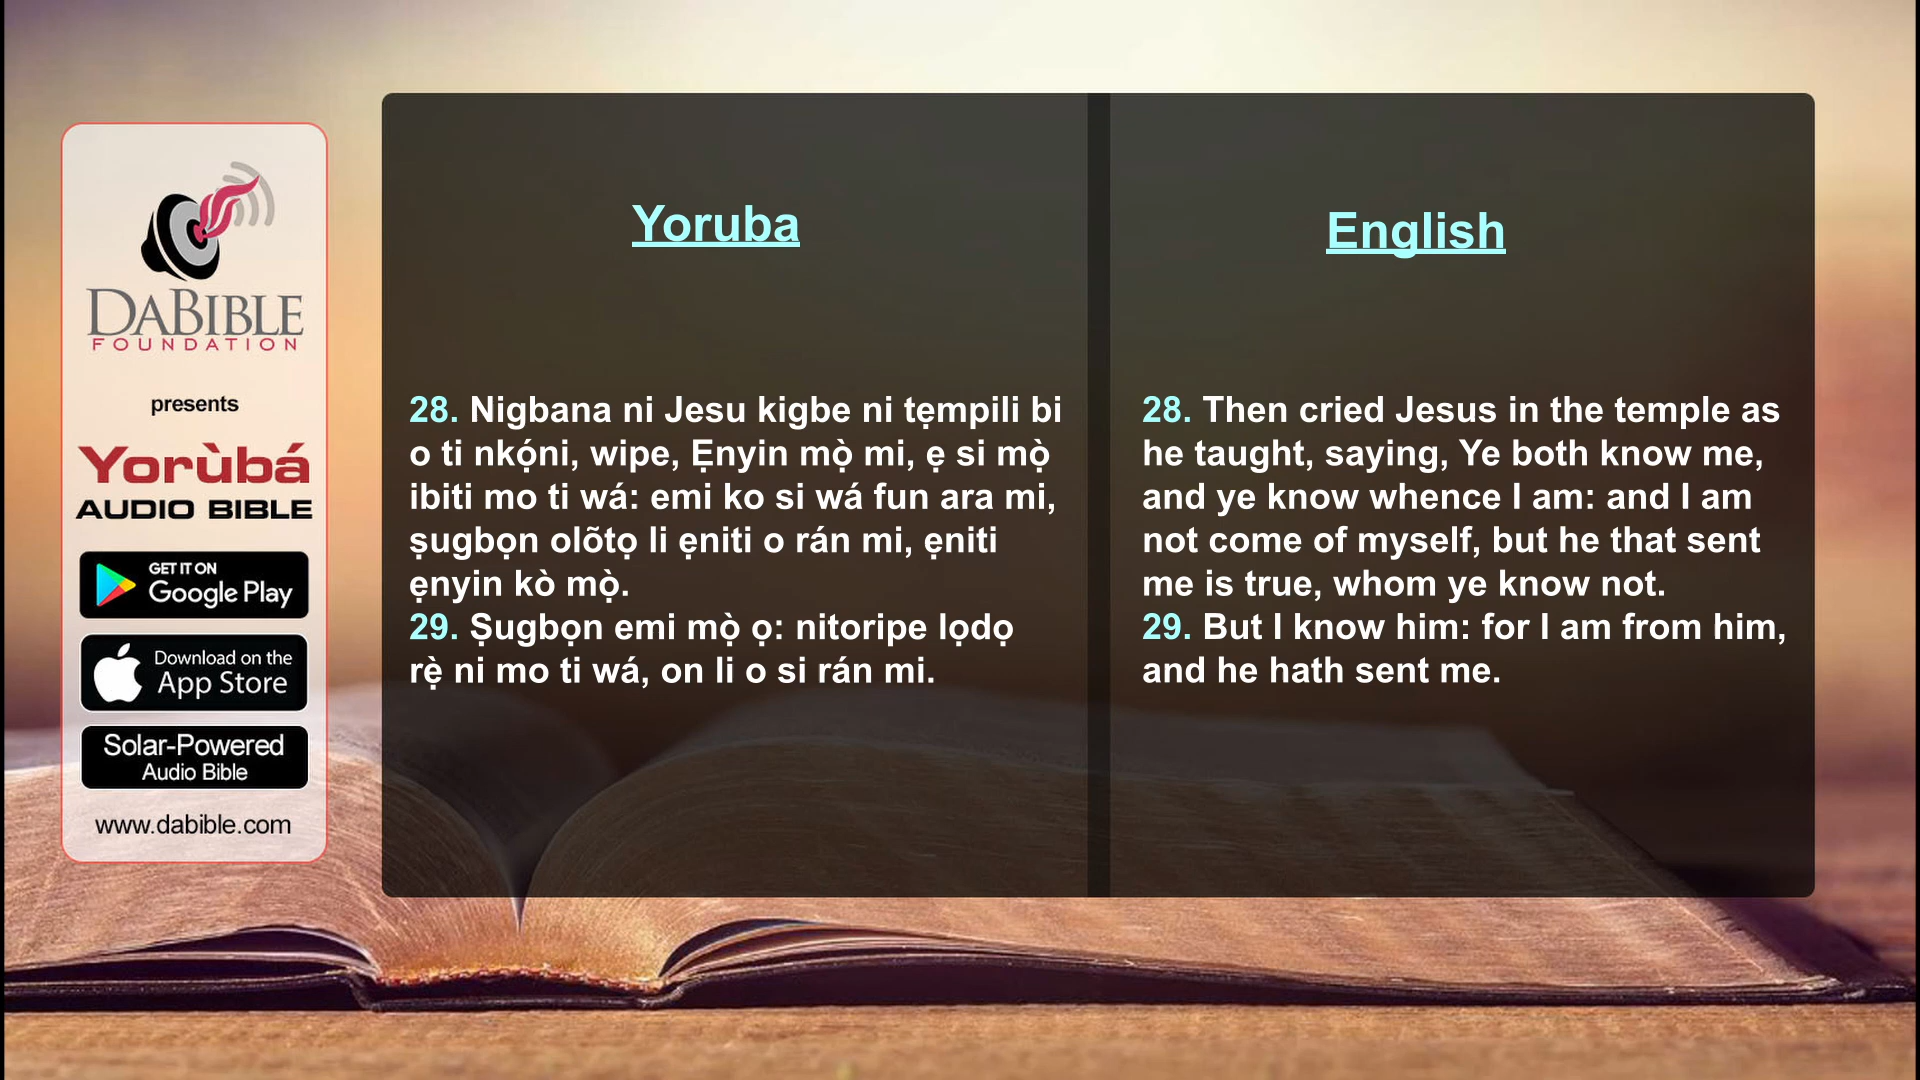 DABIBLE
FOUNDATION
presents
Yorùbá
AUDIO BIBLE
GET IT ON
Google Play
Download on the
App Store
Solar-Powered
Audio Bible
www.dabible.com
Yoruba
28. Nigbana ni Jesu kigbe ni tẹmpili bi
o ti nkọ́ni, wipe, Ẹnyin mọ̀ mi, ẹ si mọ̀
ibiti mo ti wá: emi ko si wá fun ara mi,
ṣugbọn olõtọ li ẹniti o rán mi, ẹniti
ẹnyin kò mọ̀.
29. Ṣugbọn emi mọ̀ ọ: nitoripe lọdọ
rẹ̀ ni mo ti wá, on li o si rán mi.
English
28. Then cried Jesus in the temple as
he taught, saying, Ye both know me,
and ye know whence I am: and I am
not come of myself, but he that sent
me is true, whom ye know not.
29. But I know him: for I am from him,
and he hath sent me.